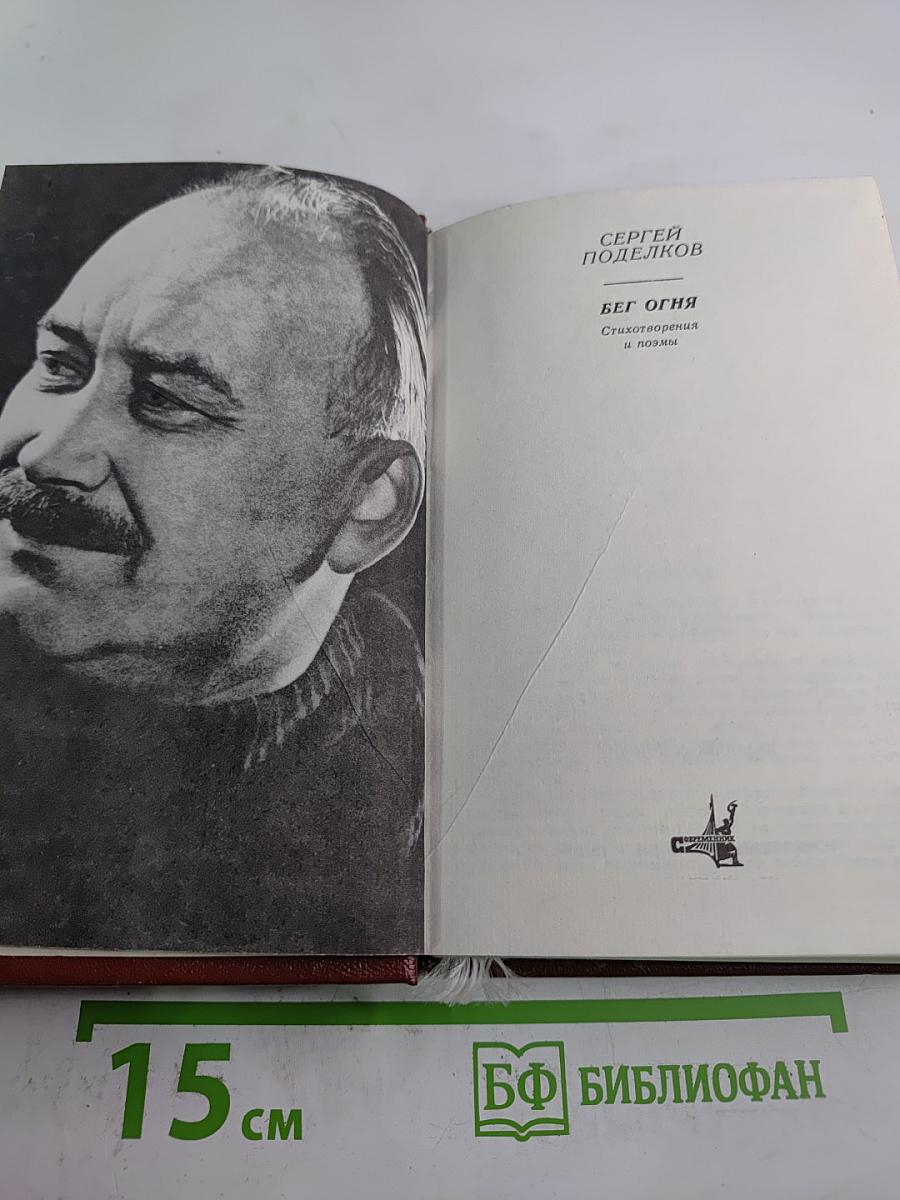 СЕРГЕЙ
ПОДЕЛКОВ
БЕГ ОГНЯ
Стихотворения
и поэмы
СОВРЕМЕННИК
15 см
БФ БИБЛИОФАН